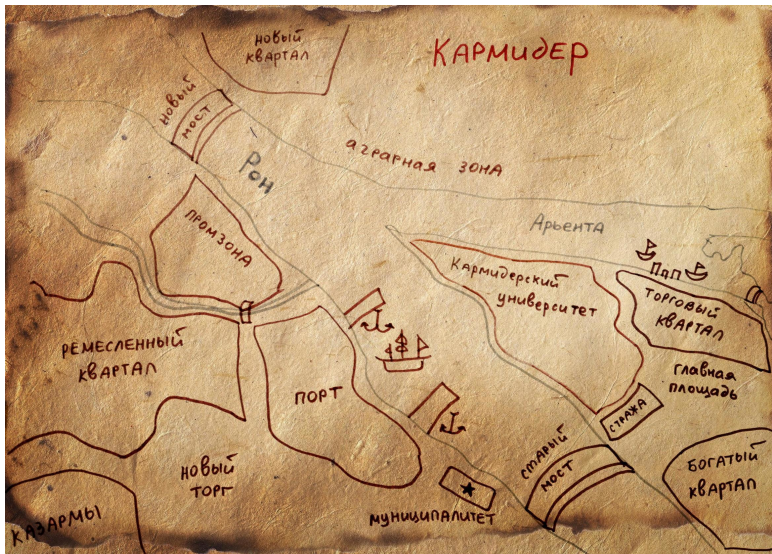 Кармидер
новый
квартал
новый
мост
аграрная зона
Рон
Арьента
промзона
Кармидерский
университет
торговый
квартал
ремесленный
квартал
порт
главная
площадь
стража
новый
торг
старый
мост
богатый
квартал
муниципалитет
казармы